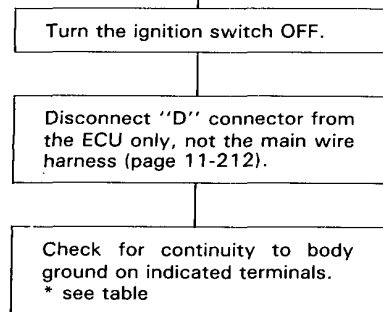 Turn the ignition switch OFF.
Disconnect ''D'' connector from
the ECU only, not the main wire
harness (page 11-212).
Check for continuity to body
ground on indicated terminals.
* see table